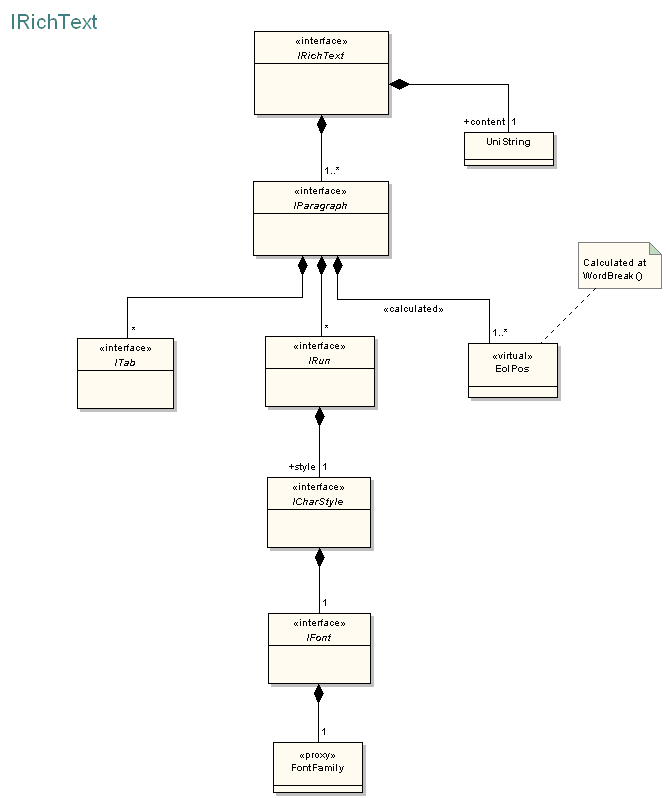 IRichText
«interface»
IRichText
+content 1
UniString
1..*
«interface»
IParagraph
Calculated at
WordBreak()
«calculated»
* * 1..*
«interface»
ITab
«interface»
IRun
«virtual»
EolPos
+style 1
«interface»
ICharStyle
1
«interface»
IFont
1
«proxy»
FontFamily